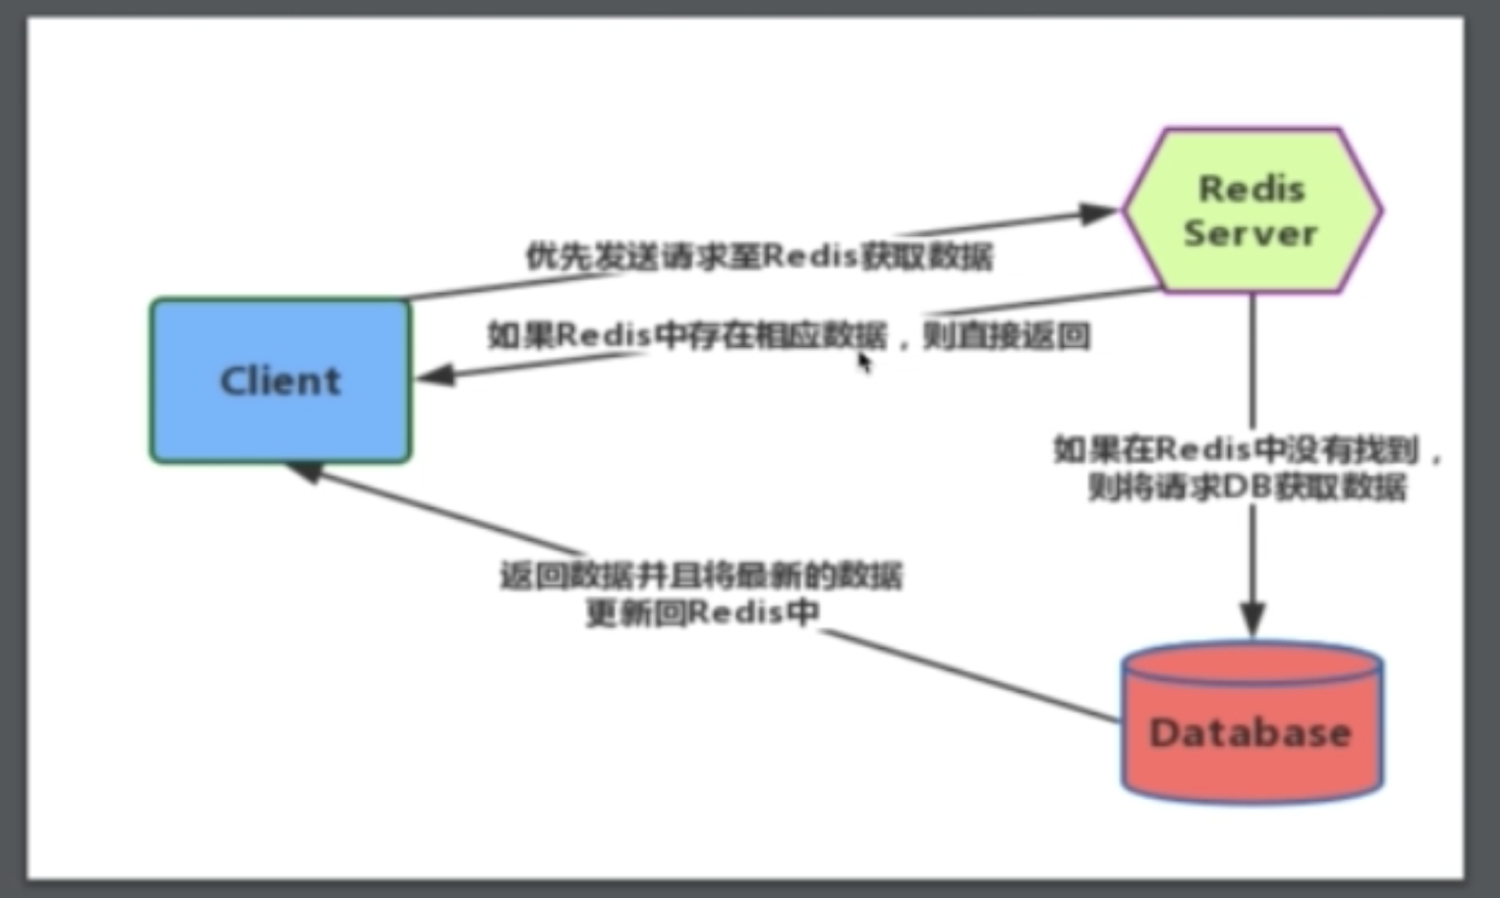 Redis
Server
优先发送请求至Redis获取数据
如果Redis中存在相应数据，则直接返回
Client
如果在Redis中没有找到，
则将请求DB获取数据
返回数据并且将最新的数据
更新回Redis中
Database